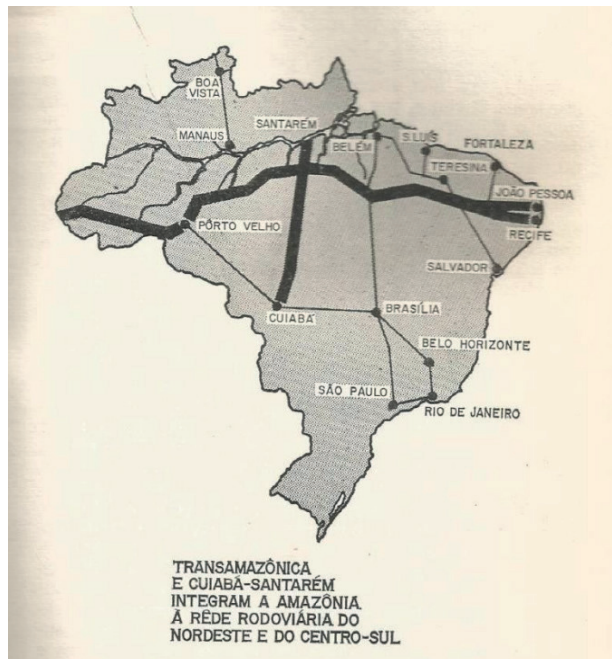 BOA
VISTA
MANAUS
SANTARÉM
BELÉM
S.LUÍS
FORTALEZA
TERESINA
JOÃO PESSOA
RECIFE
PÔRTO VELHO
SALVADOR
CUIABÁ
BRASÍLIA
BELO HORIZONTE
SÃO PAULO
RIO DE JANEIRO
TRANSAMAZÔNICA
E CUIABÁ-SANTARÉM
INTEGRAM A AMAZÔNIA
À RÊDE RODOVIÁRIA DO
NORDESTE E DO CENTRO-SUL